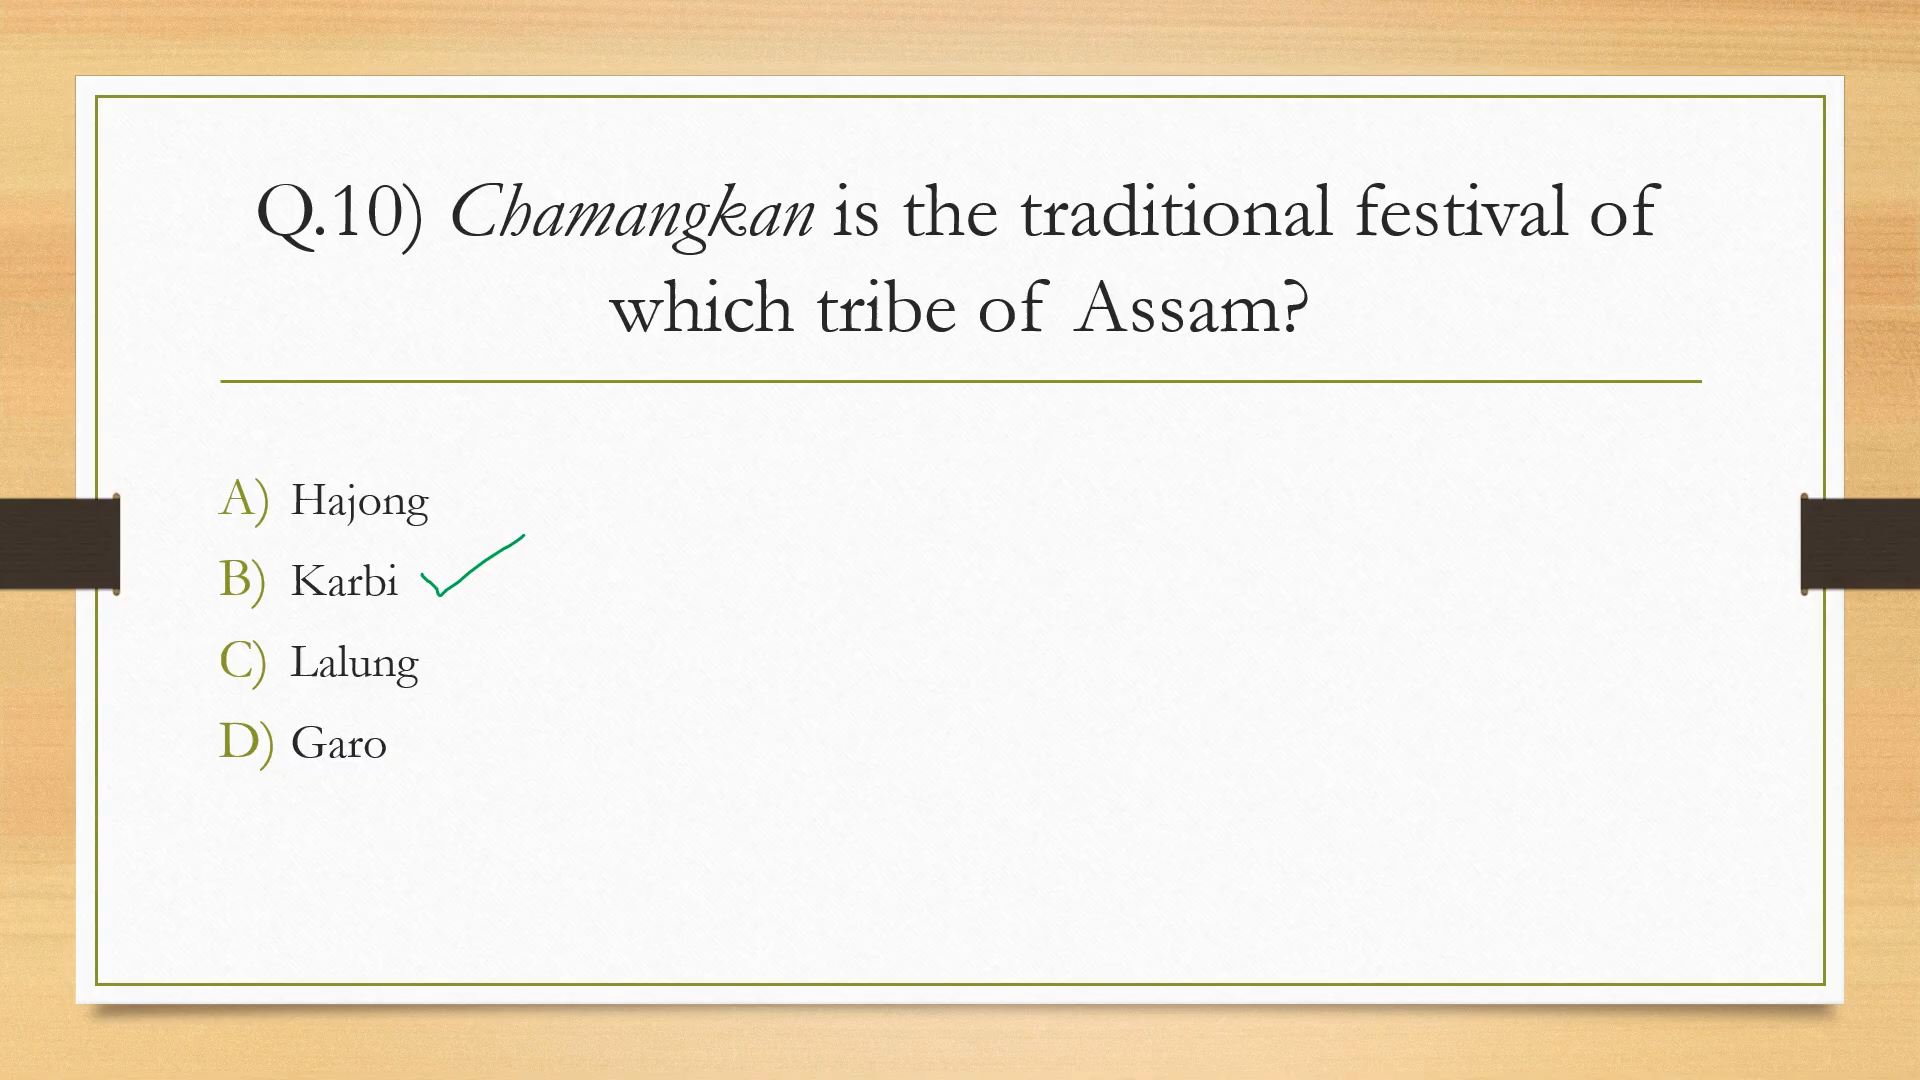 Q.10) Chamangkan is the traditional festival of
which tribe of Assam?
A) Hajong
B) Karbi
C) Lalung
D) Garo